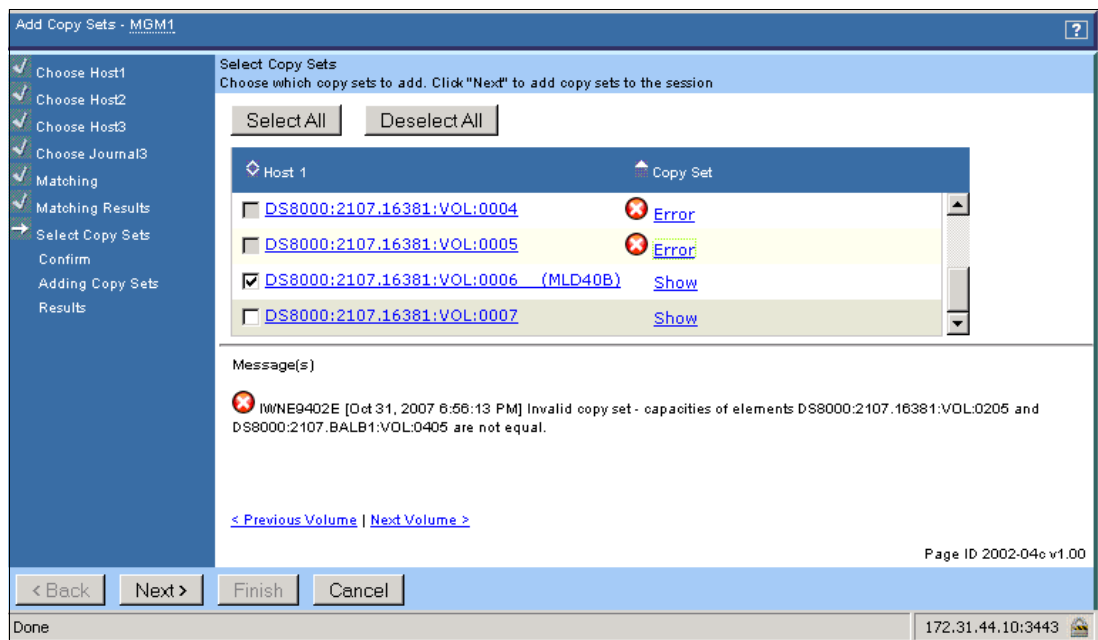 Add Copy Sets - MGM1
?
Choose Host1
Choose Host2
Choose Host3
Choose Journal3
Matching
Matching Results
Select Copy Sets
Confirm
Adding Copy Sets
Results
Select Copy Sets
Choose which copy sets to add. Click "Next" to add copy sets to the session
Select All Deselect All
Host 1 Copy Set
DS8000:2107.16381:VOL:0004 Error
DS8000:2107.16381:VOL:0005 Error
DS8000:2107.16381:VOL:0006 (MLD40B) Show
DS8000:2107.16381:VOL:0007 Show
Message(s)
IWNE9402E [Oct 31, 2007 6:56:13 PM] Invalid copy set - capacities of elements DS8000:2107.16381:VOL:0205 and
DS8000:2107.BALB1:VOL:0405 are not equal.
< Previous Volume | Next Volume >
Page ID 2002-04c v1.00
< Back Next > Finish Cancel
Done 172.31.44.10:3443